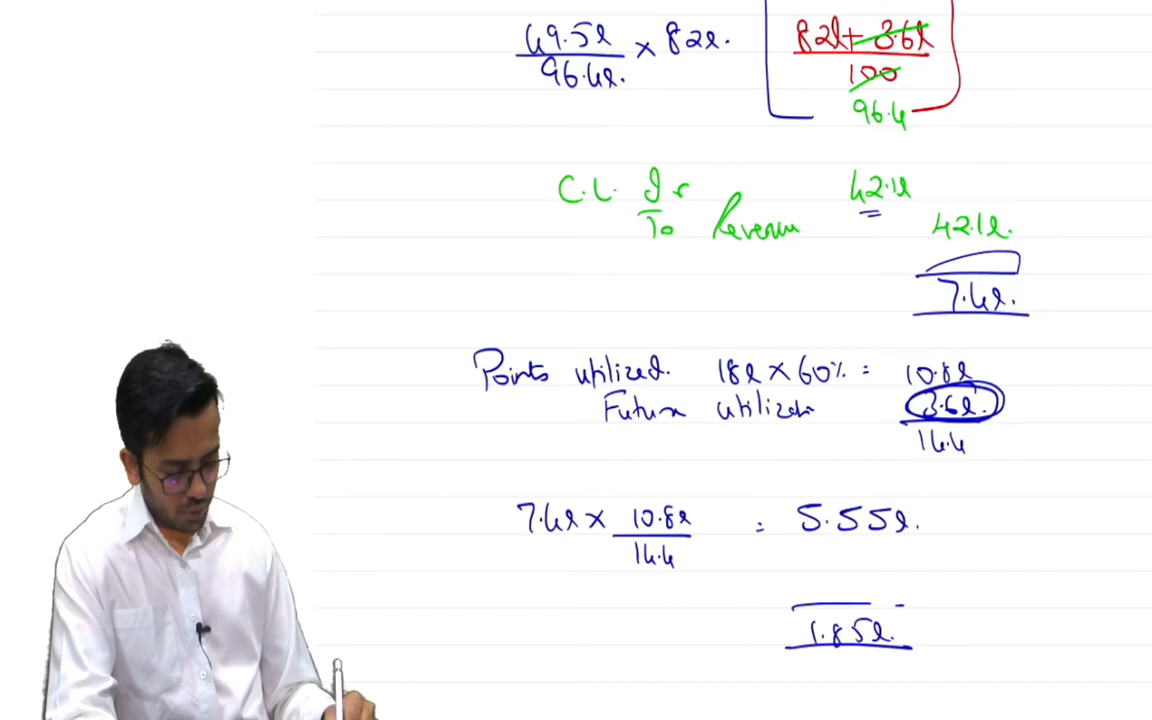 49.5l / 96.4l. × 82l.
82l + 3.6l / 100
96.4
C.L. Dr 42.1l
To Revenue 42.1l.
7.4l.
Points utilized. 18l × 60% = 10.8l
Future utilizatn 3.6l.
14.4
7.4l × 10.8l / 14.4 = 5.55l.
1.85l.